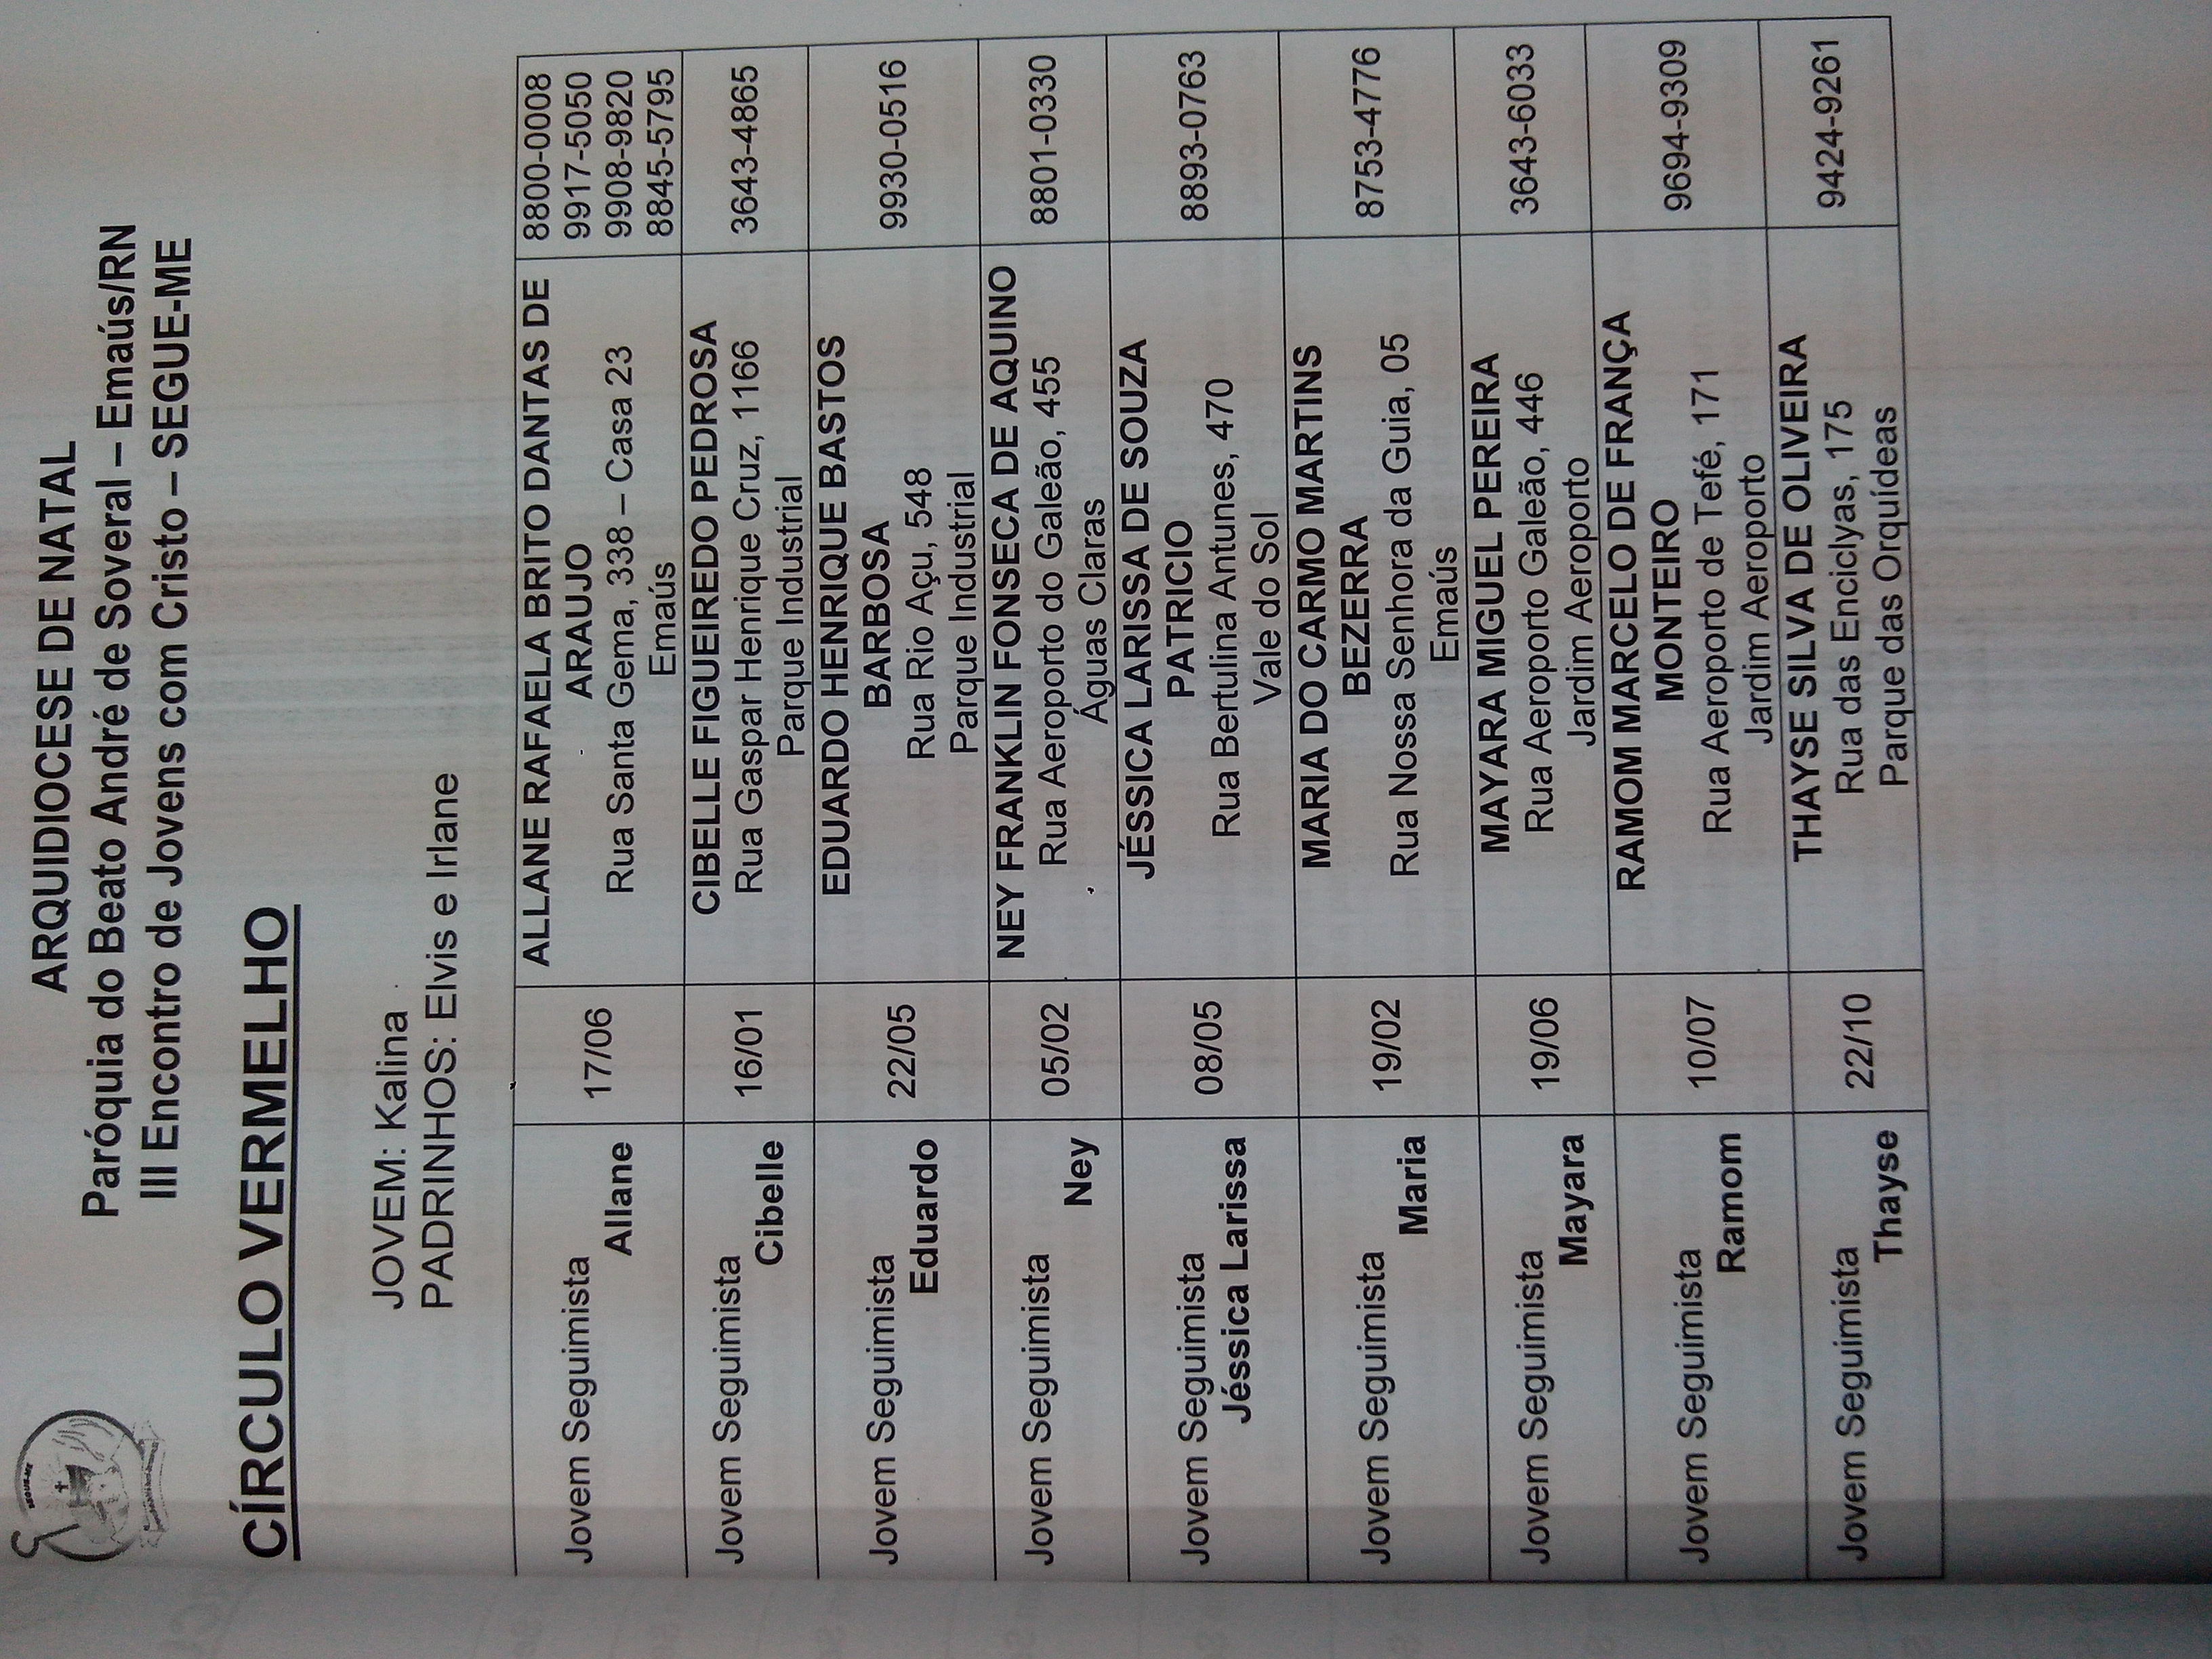 SEGUE-ME
ARQUIDIOCESE DE NATAL
Paróquia do Beato André de Soveral – Emaús/RN
III Encontro de Jovens com Cristo – SEGUE-ME
CÍRCULO VERMELHO
JOVEM: Kalina
PADRINHOS: Elvis e Irlane
Jovem Seguimista
Allane
17/06
ALLANE RAFAELA BRITO DANTAS DE
ARAUJO
Rua Santa Gema, 338 – Casa 23
Emaús
8800-0008
9917-5050
9908-9820
8845-5795
Jovem Seguimista
Cibelle
16/01
CIBELLE FIGUEIREDO PEDROSA
Rua Gaspar Henrique Cruz, 1166
Parque Industrial
3643-4865
Jovem Seguimista
Eduardo
22/05
EDUARDO HENRIQUE BASTOS
BARBOSA
Rua Rio Açu, 548
Parque Industrial
9930-0516
Jovem Seguimista
Ney
05/02
NEY FRANKLIN FONSECA DE AQUINO
Rua Aeroporto do Galeão, 455
Águas Claras
8801-0330
Jovem Seguimista
Jéssica Larissa
08/05
JÉSSICA LARISSA DE SOUZA
PATRICIO
Rua Bertulina Antunes, 470
Vale do Sol
8893-0763
Jovem Seguimista
Maria
19/02
MARIA DO CARMO MARTINS
BEZERRA
Rua Nossa Senhora da Guia, 05
Emaús
8753-4776
Jovem Seguimista
Mayara
19/06
MAYARA MIGUEL PEREIRA
Rua Aeroporto Galeão, 446
Jardim Aeroporto
3643-6033
Jovem Seguimista
Ramom
10/07
RAMOM MARCELO DE FRANÇA
MONTEIRO
Rua Aeroporto de Tefé, 171
Jardim Aeroporto
9694-9309
Jovem Seguimista
Thayse
22/10
THAYSE SILVA DE OLIVEIRA
Rua das Enciclyas, 175
Parque das Orquídeas
9424-9261